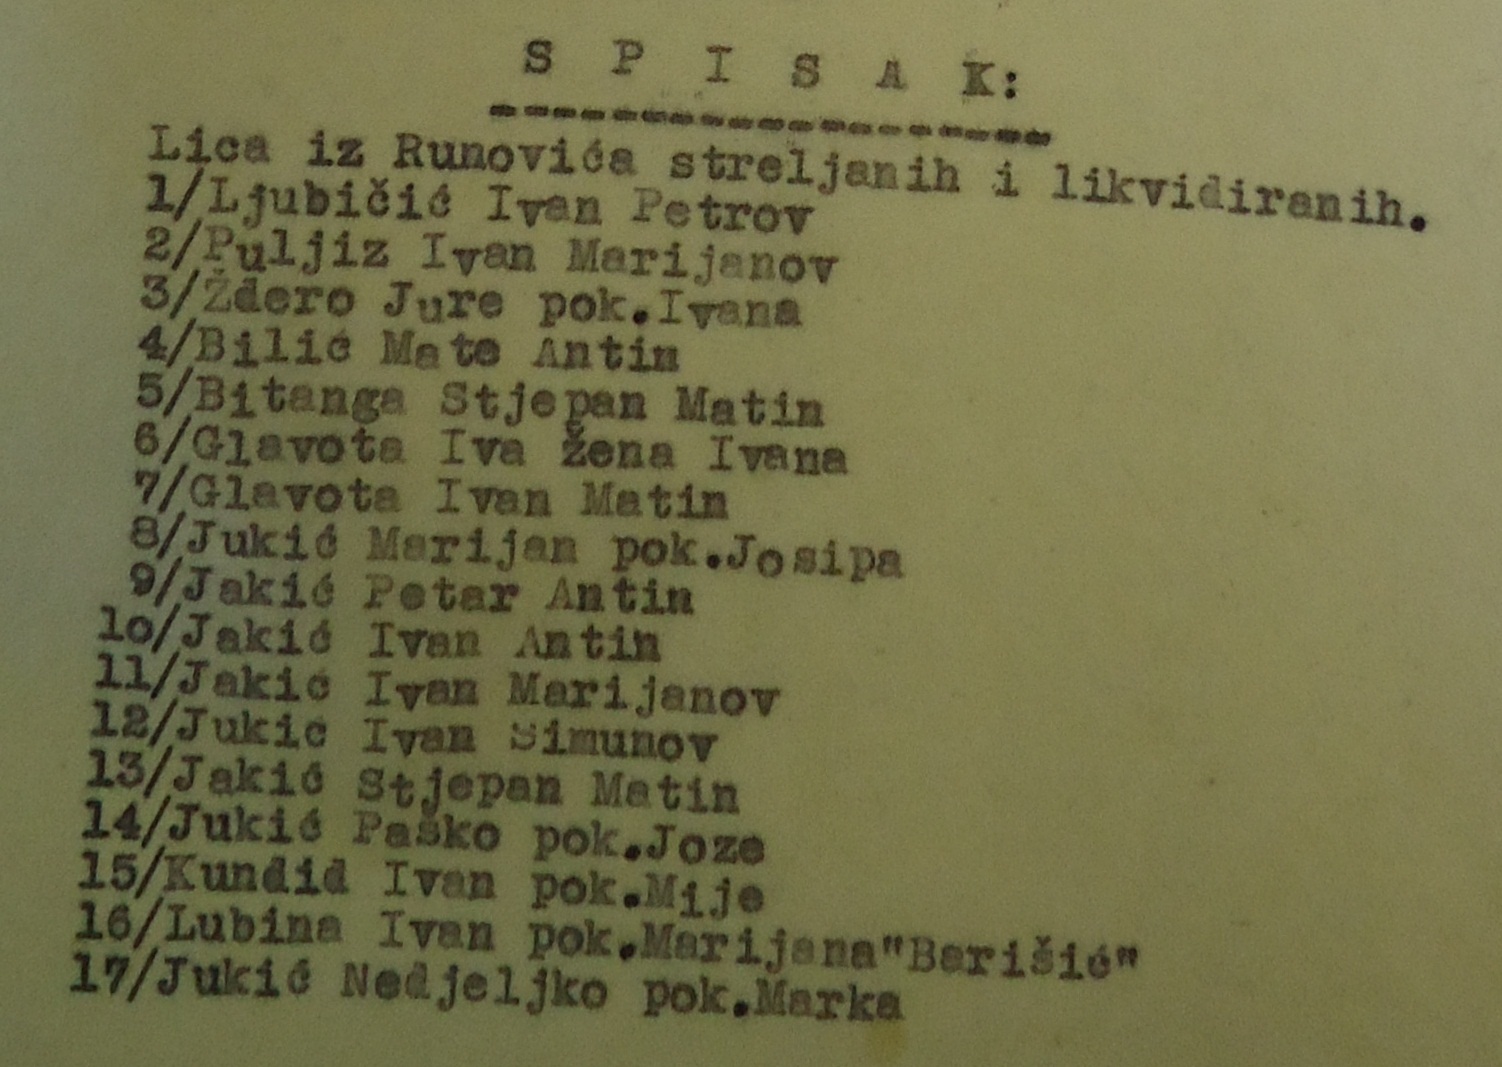 S P I S A K:
Lica iz Runovića streljanih i likvidiranih.
1/Ljubičić Ivan Petrov
2/Puljiz Ivan Marijanov
3/Ždero Jure pok.Ivana
4/Bilić Mate Antin
5/Bitanga Stjepan Matin
6/Glavota Iva žena Ivana
7/Glavota Ivan Matin
8/Jukić Marijan pok.Josipa
9/Jakić Petar Antin
lo/Jakić Ivan Antin
11/Jakić Ivan Marijanov
12/Jukić Ivan Simunov
13/Jakić Stjepan Matin
14/Jukić Paško pok.Joze
15/Kundid Ivan pok.Mije
16/Lubina Ivan pok.Marijana"Barišić"
17/Jukić Nedjeljko pok.Marka